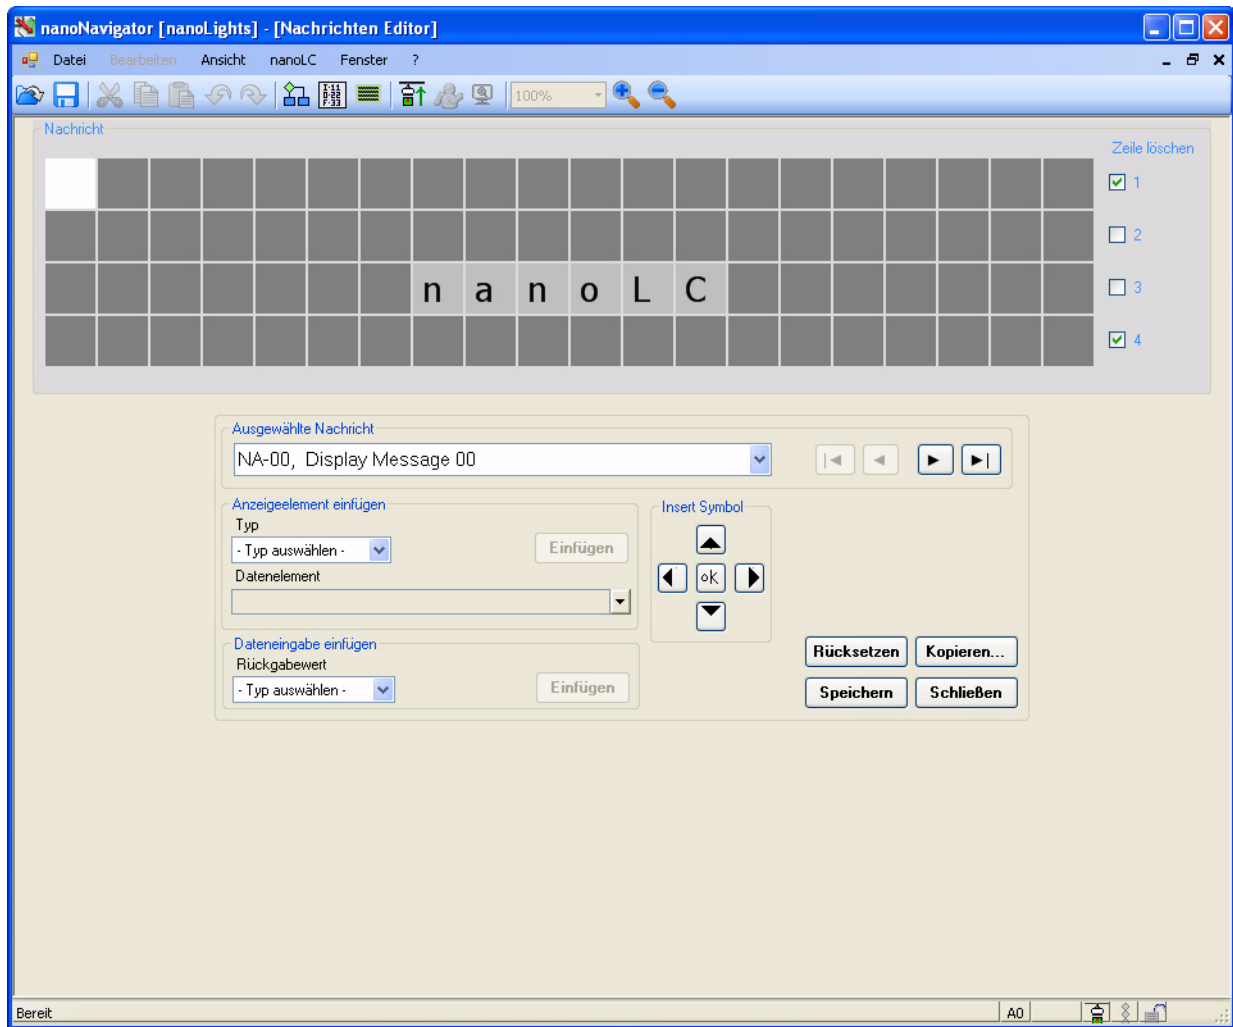 nanoNavigator [nanoLights] - [Nachrichten Editor]
Datei Bearbeiten Ansicht nanoLC Fenster ?
100%
Nachricht
Zeile löschen
1
2
nanoLC
3
4
Ausgewählte Nachricht
NA-00, Display Message 00
Anzeigeelement einfügen
Insert Symbol
Typ
- Typ auswählen -
Einfügen
Datenelement
oK
Dateneingabe einfügen
Rückgabewert
- Typ auswählen -
Einfügen
Rücksetzen
Kopieren...
Speichern
Schließen
Bereit
A0